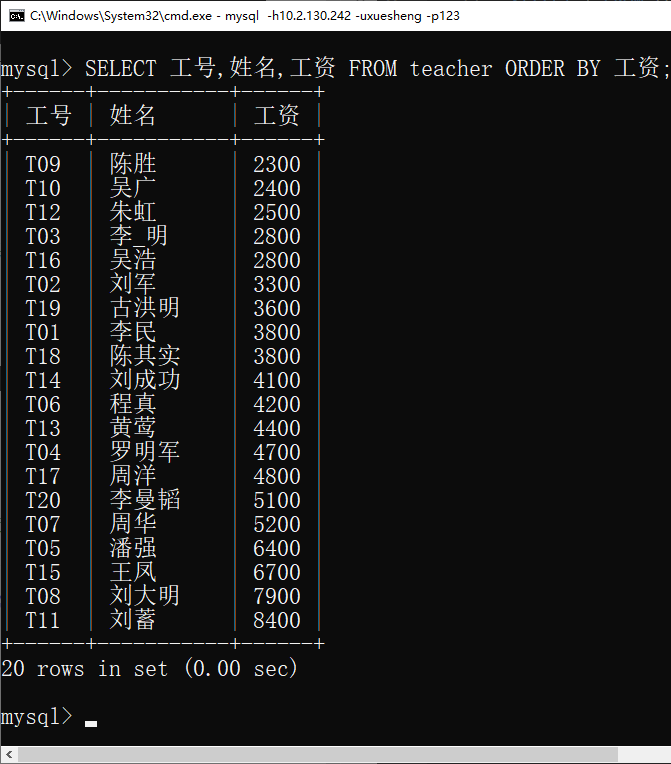 C:\Windows\System32\cmd.exe - mysql  -h10.2.130.242 -uxuesheng -p123
mysql> SELECT 工号,姓名,工资 FROM teacher ORDER BY 工资;
+------+-----------+------+
| 工号 | 姓名      | 工资 |
+------+-----------+------+
| T09  | 陈胜      | 2300 |
| T10  | 吴广      | 2400 |
| T12  | 朱虹      | 2500 |
| T03  | 李_明     | 2800 |
| T16  | 吴浩      | 2800 |
| T02  | 刘军      | 3300 |
| T19  | 古洪明    | 3600 |
| T01  | 李民      | 3800 |
| T18  | 陈其实    | 3800 |
| T14  | 刘成功    | 4100 |
| T06  | 程真      | 4200 |
| T13  | 黄莺      | 4400 |
| T04  | 罗明军    | 4700 |
| T17  | 周洋      | 4800 |
| T20  | 李曼韬    | 5100 |
| T07  | 周华      | 5200 |
| T05  | 潘强      | 6400 |
| T15  | 王凤      | 6700 |
| T08  | 刘大明    | 7900 |
| T11  | 刘蓄      | 8400 |
+------+-----------+------+
20 rows in set (0.00 sec)
mysql>